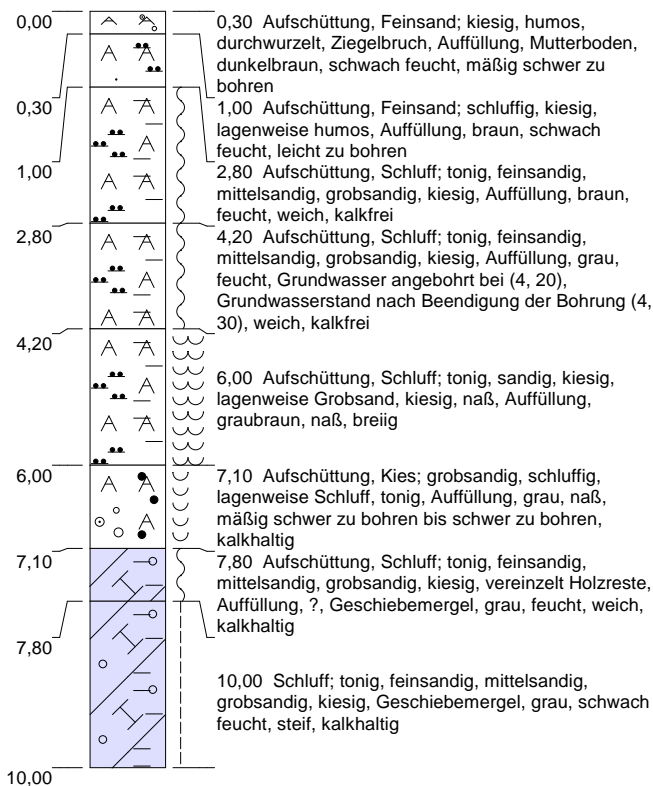 0,00
0,30 Aufschüttung, Feinsand; kiesig, humos,
durchwurzelt, Ziegelbruch, Auffüllung, Mutterboden,
dunkelbraun, schwach feucht, mäßig schwer zu
bohren
0,30
1,00 Aufschüttung, Feinsand; schluffig, kiesig,
lagenweise humos, Auffüllung, braun, schwach
feucht, leicht zu bohren
1,00
2,80 Aufschüttung, Schluff; tonig, feinsandig,
mittelsandig, grobsandig, kiesig, Auffüllung, braun,
feucht, weich, kalkfrei
2,80
4,20 Aufschüttung, Schluff; tonig, feinsandig,
mittelsandig, grobsandig, kiesig, Auffüllung, grau,
feucht, Grundwasser angebohrt bei (4, 20),
Grundwasserstand nach Beendigung der Bohrung (4,
30), weich, kalkfrei
4,20
6,00 Aufschüttung, Schluff; tonig, sandig, kiesig,
lagenweise Grobsand, kiesig, naß, Auffüllung,
graubraun, naß, breiig
6,00
7,10 Aufschüttung, Kies; grobsandig, schluffig,
lagenweise Schluff, tonig, Auffüllung, grau, naß,
mäßig schwer zu bohren bis schwer zu bohren,
kalkhaltig
7,10
7,80 Aufschüttung, Schluff; tonig, feinsandig,
mittelsandig, grobsandig, kiesig, vereinzelt Holzreste,
Auffüllung, ?, Geschiebemergel, grau, feucht, weich,
kalkhaltig
7,80
10,00 Schluff; tonig, feinsandig, mittelsandig,
grobsandig, kiesig, Geschiebemergel, grau, schwach
feucht, steif, kalkhaltig
10,00